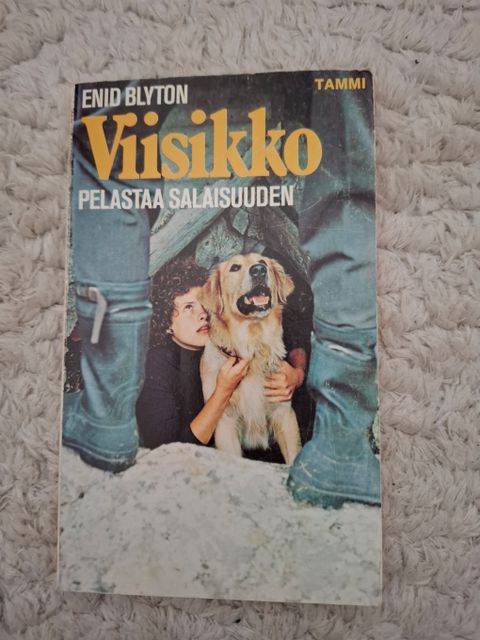 ENID BLYTON
TAMMI
Viisikko
PELASTAA SALAISUUDEN